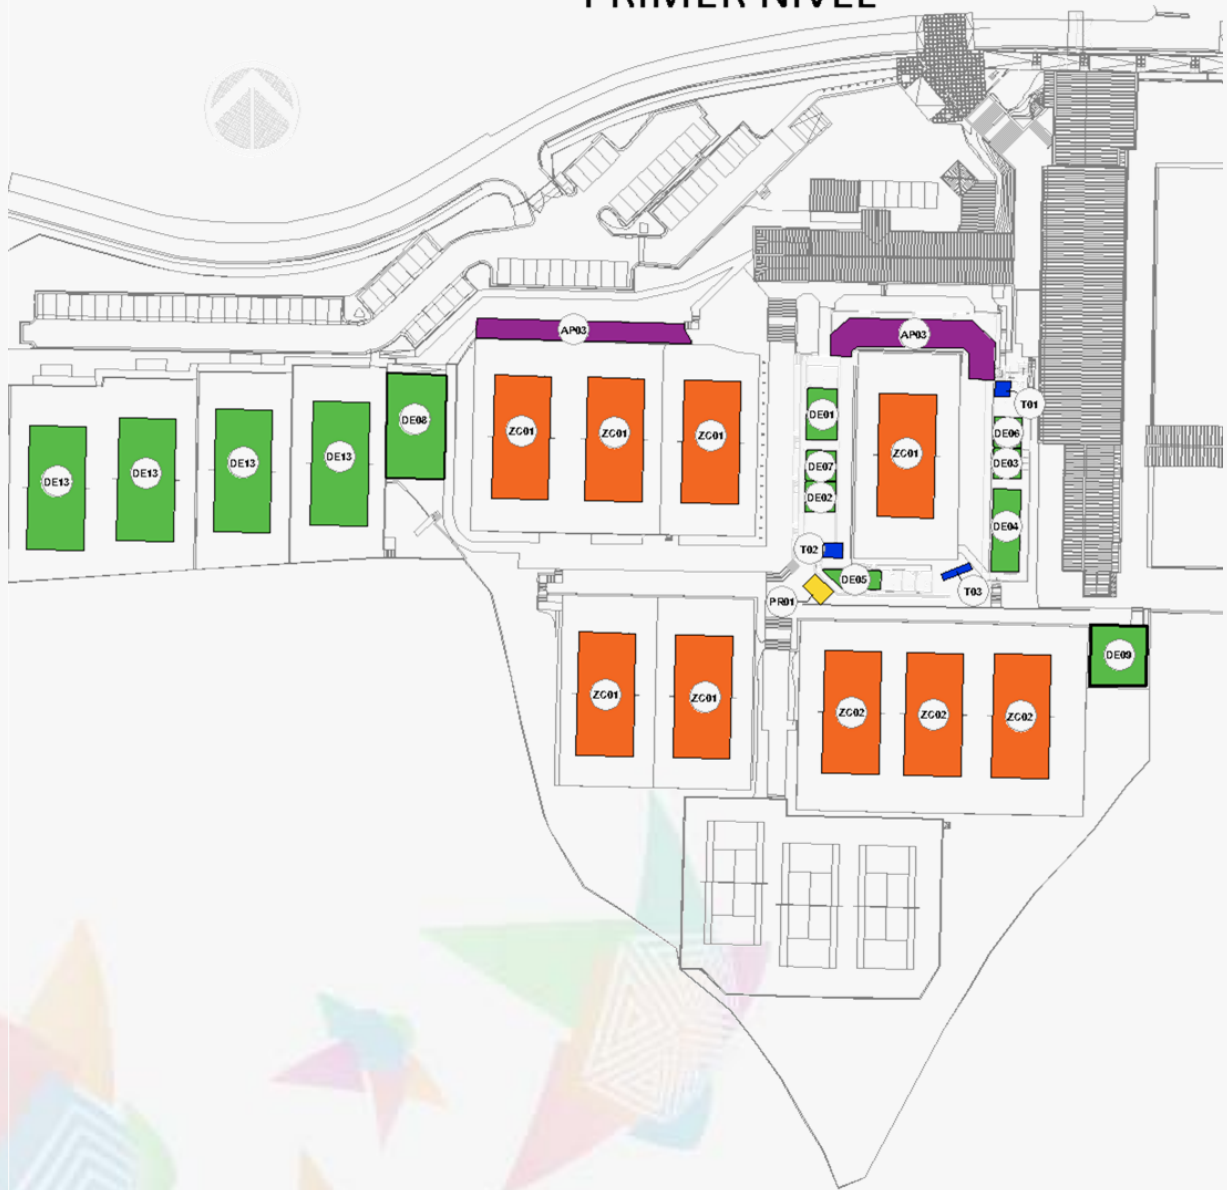 PRIMER NIVEL
AP03
AP03
T01
ZC01
ZC01
ZC01
DE08
DE01
DE06
ZC01
DE13
DE13
DE13
DE13
DE07
DE03
DE02
DE04
T02
DE05
T03
PR01
DE09
ZC01
ZC01
ZC02
ZC02
ZC02